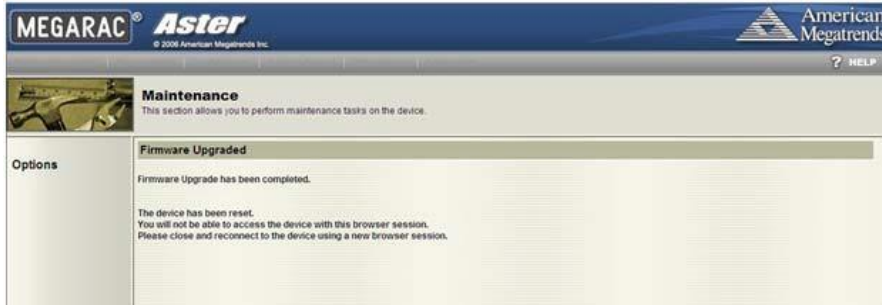 MEGARAC®
Aster
© 2006 American Megatrends Inc.
American
Megatrends
? HELP
Maintenance
This section allows you to perform maintenance tasks on the device.
Options
Firmware Upgraded
Firmware Upgrade has been completed.
The device has been reset.
You will not be able to access the device with this browser session.
Please close and reconnect to the device using a new browser session.